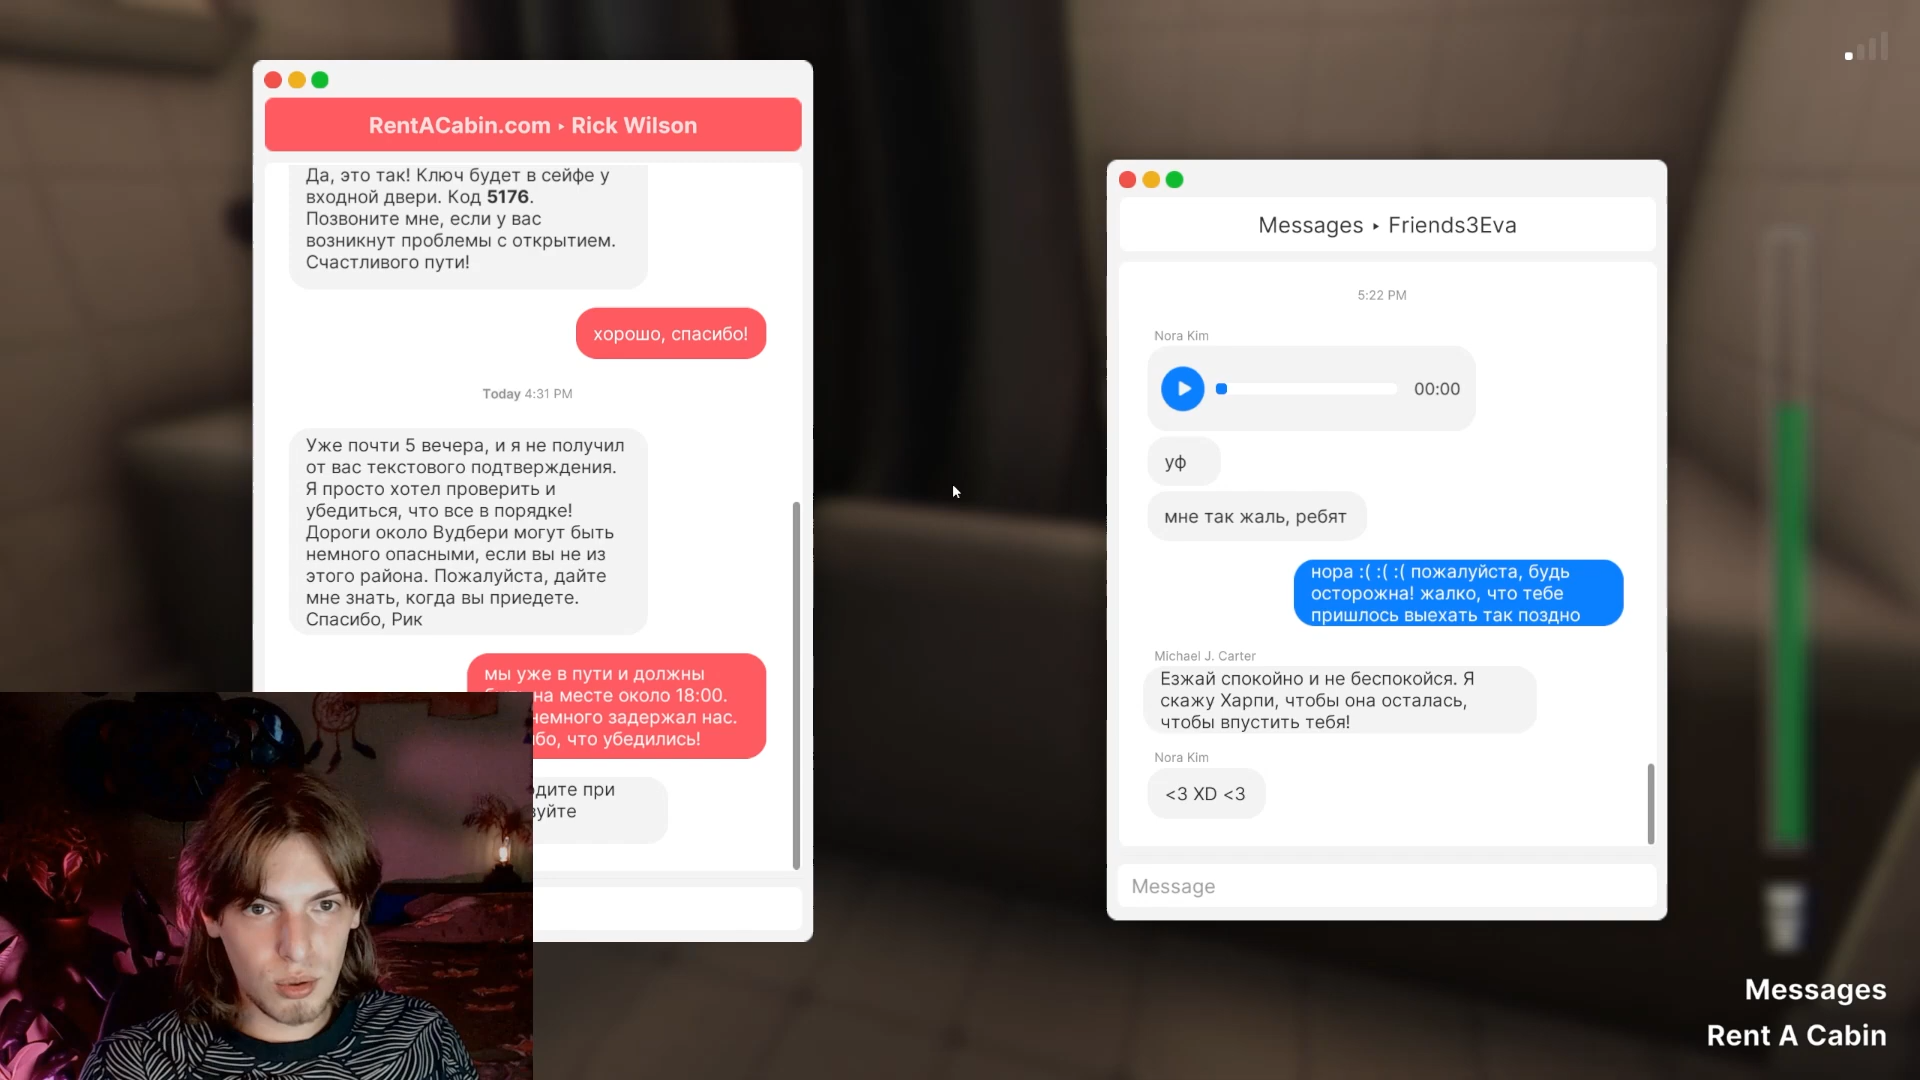 RentACabin.com ‣ Rick Wilson
Да, это так! Ключ будет в сейфе у
входной двери. Код 5176.
Позвоните мне, если у вас
возникнут проблемы с открытием.
Счастливого пути!
хорошо, спасибо!
Today 4:31 PM
Уже почти 5 вечера, и я не получил
от вас текстового подтверждения.
Я просто хотел проверить и
убедиться, что все в порядке!
Дороги около Вудбери могут быть
немного опасными, если вы не из
этого района. Пожалуйста, дайте
мне знать, когда вы приедете.
Спасибо, Рик
мы уже в пути и должны
на месте около 18:00.
немного задержал нас.
что убедились!
при
Messages ‣ Friends3Eva
5:22 PM
Nora Kim
00:00
уф
мне так жаль, ребят
нора :( :( :( пожалуйста, будь
осторожна! жалко, что тебе
пришлось выехать так поздно
Michael J. Carter
Езжай спокойно и не беспокойся. Я
скажу Харпи, чтобы она осталась,
чтобы впустить тебя!
Nora Kim
<3 XD <3
Message
Messages
Rent A Cabin